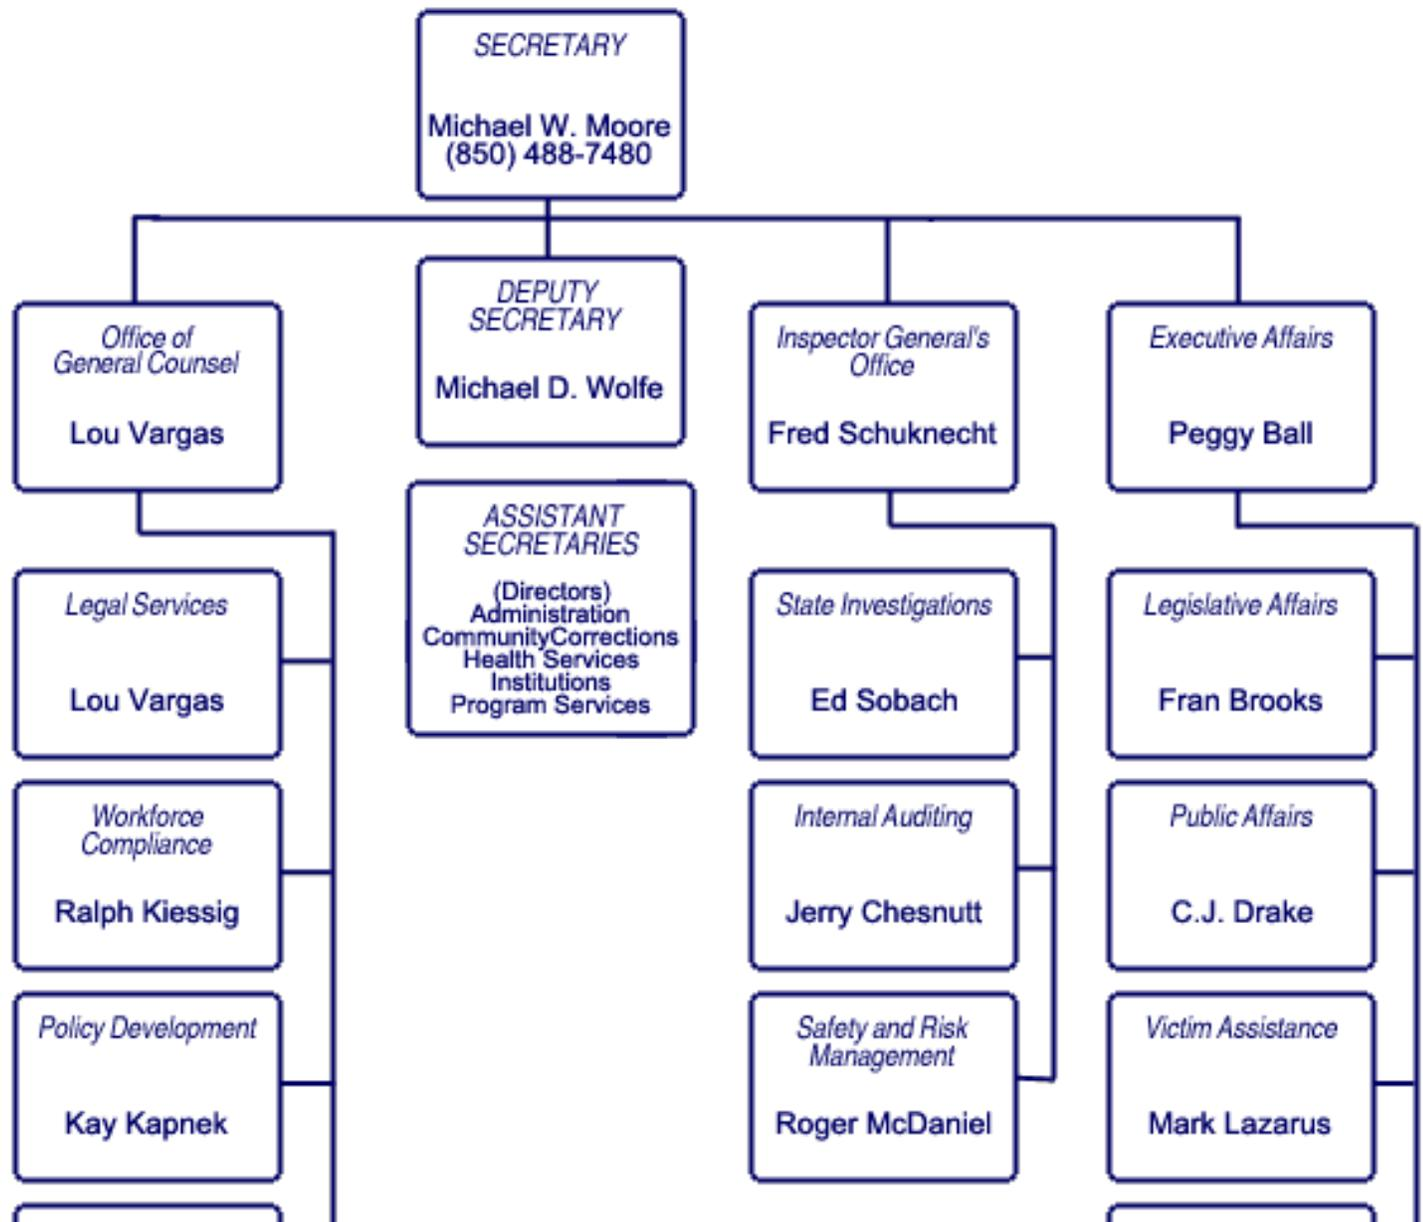 SECRETARY
Michael W. Moore
(850) 488-7480
DEPUTY
SECRETARY
Michael D. Wolfe
Office of
General Counsel
Lou Vargas
Inspector General's
Office
Fred Schuknecht
Executive Affairs
Peggy Ball
ASSISTANT
SECRETARIES
(Directors)
Administration
CommunityCorrections
Health Services
Institutions
Program Services
Legal Services
Lou Vargas
State Investigations
Ed Sobach
Legislative Affairs
Fran Brooks
Workforce
Compliance
Ralph Kiessig
Internal Auditing
Jerry Chesnutt
Public Affairs
C.J. Drake
Policy Development
Kay Kapnek
Safety and Risk
Management
Roger McDaniel
Victim Assistance
Mark Lazarus